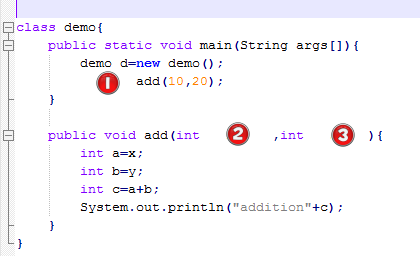 class demo{
public static void main(String args[]){
demo d=new demo();
1 add(10,20);
}
public void add(int 2 ,int 3 ){
int a=x;
int b=y;
int c=a+b;
System.out.println("addition"+c);
}
}